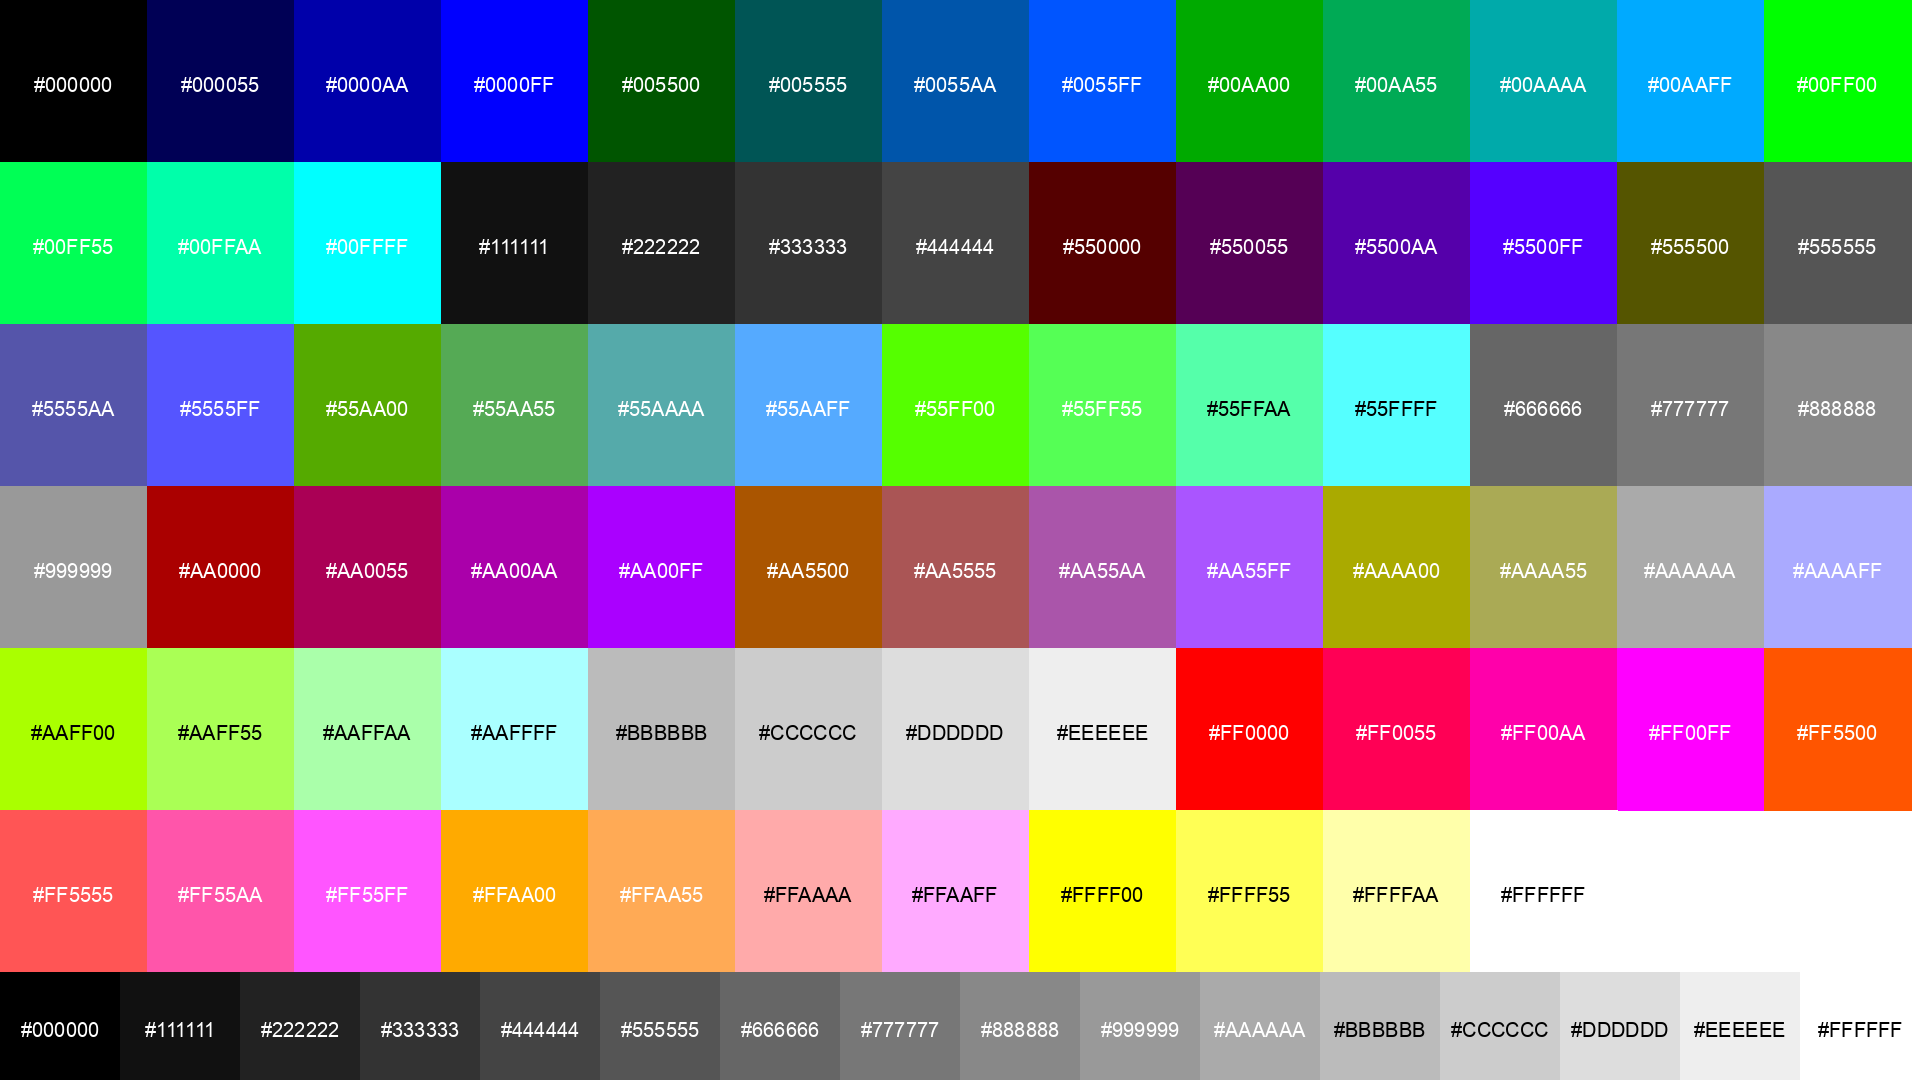 #000000 #000055 #0000AA #0000FF #005500 #005555 #0055AA #0055FF #00AA00 #00AA55 #00AAAA #00AAFF #00FF00
#00FF55 #00FFAA #00FFFF #111111 #222222 #333333 #444444 #550000 #550055 #5500AA #5500FF #555500 #555555
#5555AA #5555FF #55AA00 #55AA55 #55AAAA #55AAFF #55FF00 #55FF55 #55FFAA #55FFFF #666666 #777777 #888888
#999999 #AA0000 #AA0055 #AA00AA #AA00FF #AA5500 #AA5555 #AA55AA #AA55FF #AAAA00 #AAAA55 #AAAAAA #AAAAFF
#AAFF00 #AAFF55 #AAFFAA #AAFFFF #BBBBBB #CCCCCC #DDDDDD #EEEEEE #FF0000 #FF0055 #FF00AA #FF00FF #FF5500
#FF5555 #FF55AA #FF55FF #FFAA00 #FFAA55 #FFAAAA #FFAAFF #FFFF00 #FFFF55 #FFFFAA #FFFFFF
#000000 #111111 #222222 #333333 #444444 #555555 #666666 #777777 #888888 #999999 #AAAAAA #BBBBBB #CCCCCC #DDDDDD #EEEEEE #FFFFFF